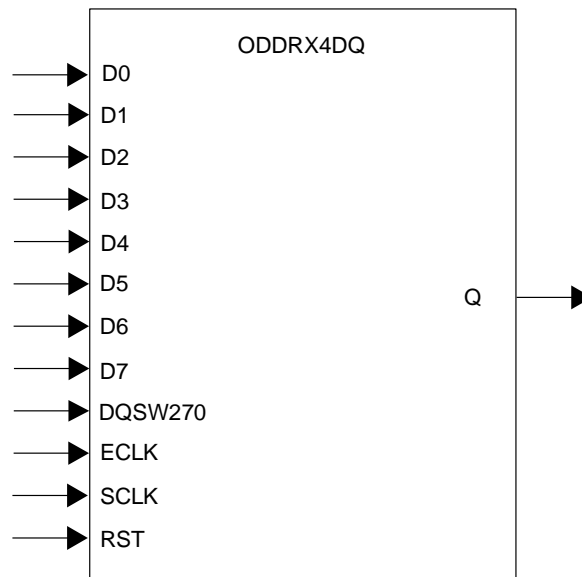 ODDRX4DQ
D0
D1
D2
D3
D4
D5
Q
D6
D7
DQSW270
ECLK
SCLK
RST